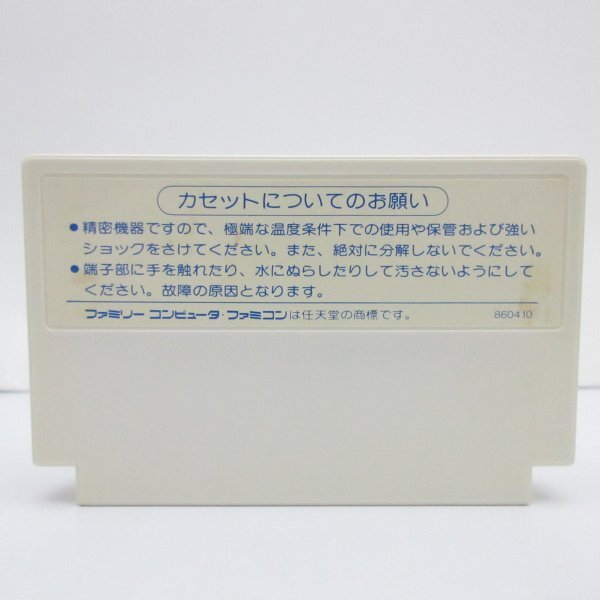 カセットについてのお願い
●精密機器ですので、極端な温度条件下での使用や保管および強い
ショックをさけてください。また、絶対に分解しないでください。
●端子部に手を触れたり、水にぬらしたりして汚さないようにして
ください。故障の原因となります。
ファミリー コンピュータ・ファミコンは任天堂の商標です。 860410